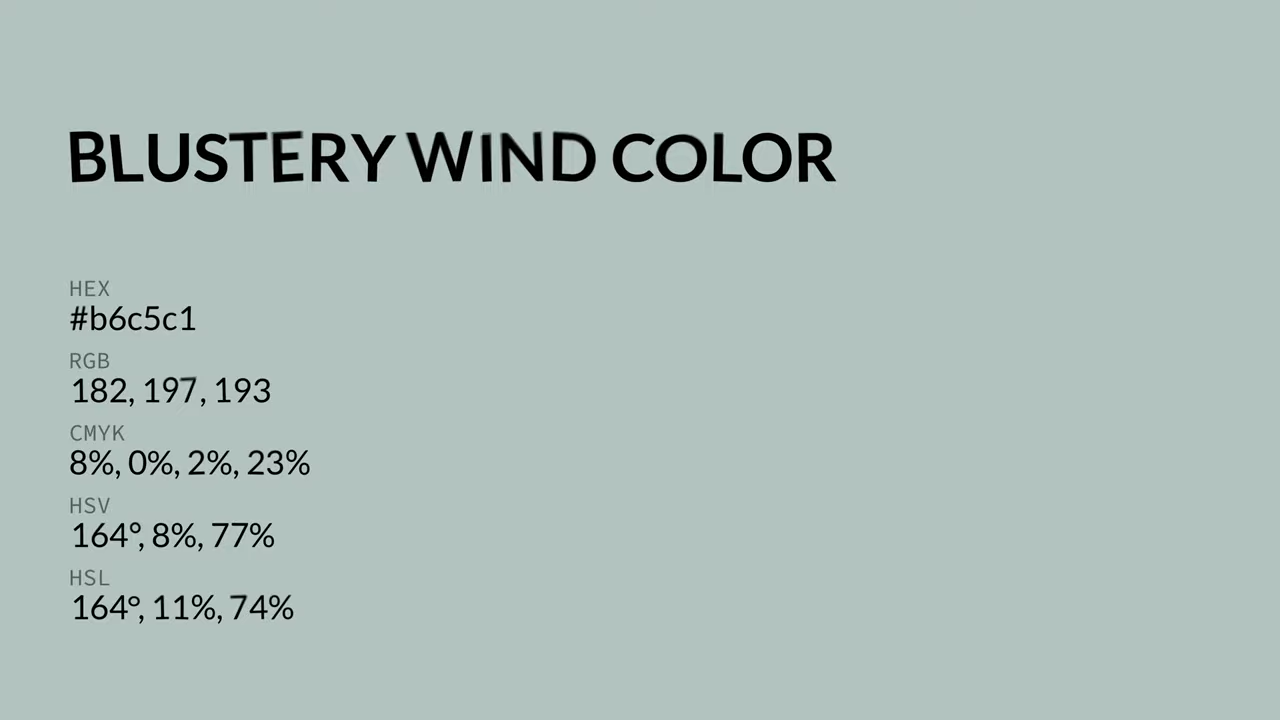 BLUSTERY WIND COLOR
HEX
#b6c5c1
RGB
182, 197, 193
CMYK
8%, 0%, 2%, 23%
HSV
164°, 8%, 77%
HSL
164°, 11%, 74%